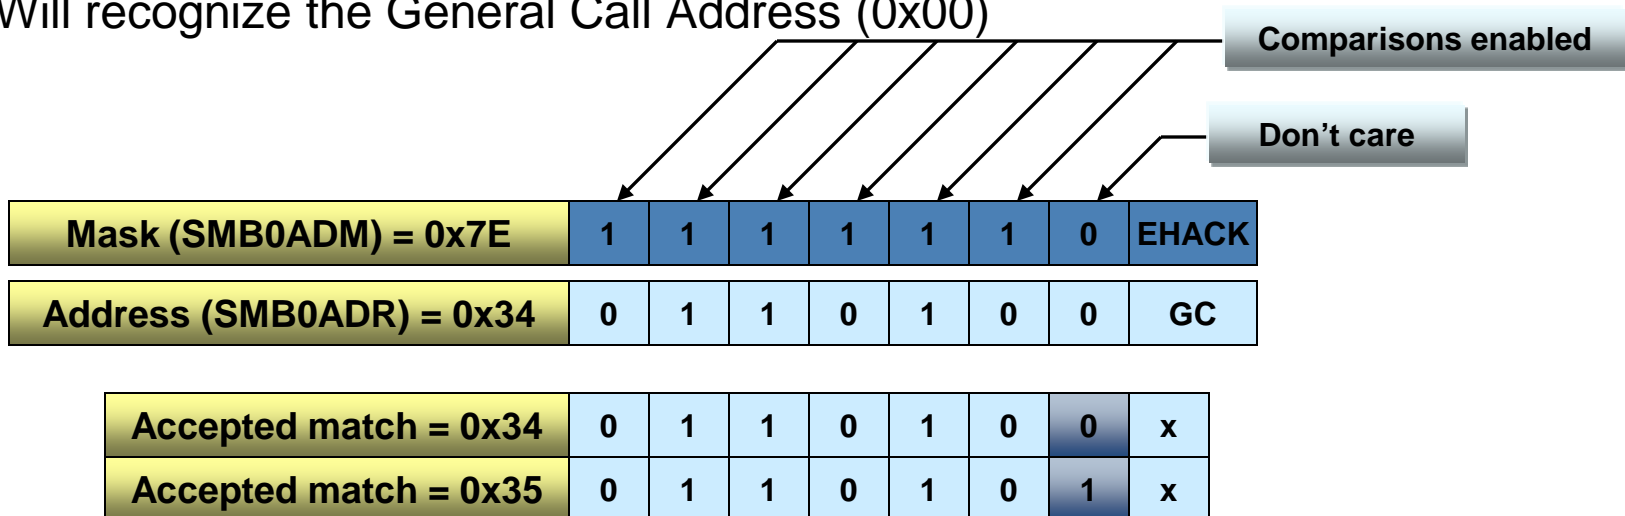 Will recognize the General Call Address (0x00)
Comparisons enabled
Don't care
Mask (SMB0ADM) = 0x7E 1 1 1 1 1 1 0 EHACK
Address (SMB0ADR) = 0x34 0 1 1 0 1 0 0 GC
Accepted match = 0x34 0 1 1 0 1 0 0 x
Accepted match = 0x35 0 1 1 0 1 0 1 x